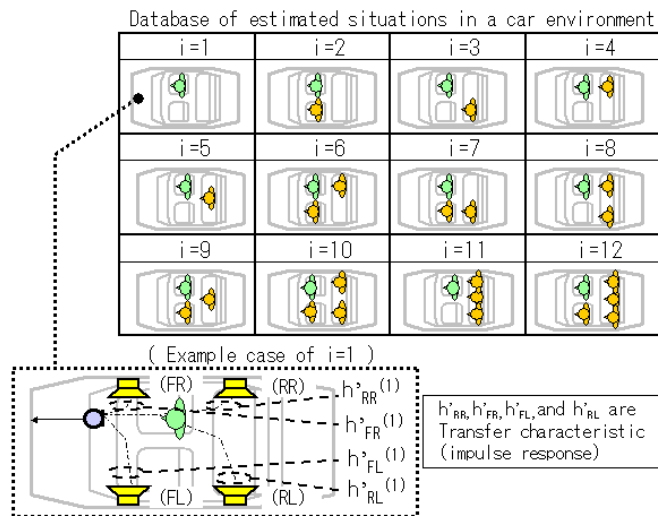 Database of estimated situations in a car environment
i=1 i=2 i=3 i=4
i=5 i=6 i=7 i=8
i=9 i=10 i=11 i=12
( Example case of i=1 )
(FR) (RR)
h'RR(1)
h'FR(1)
h'FL(1)
(FL) (RL)
h'RL(1)
h'RR, h'FR, h'FL, and h'RL are
Transfer characteristic
(impulse response)